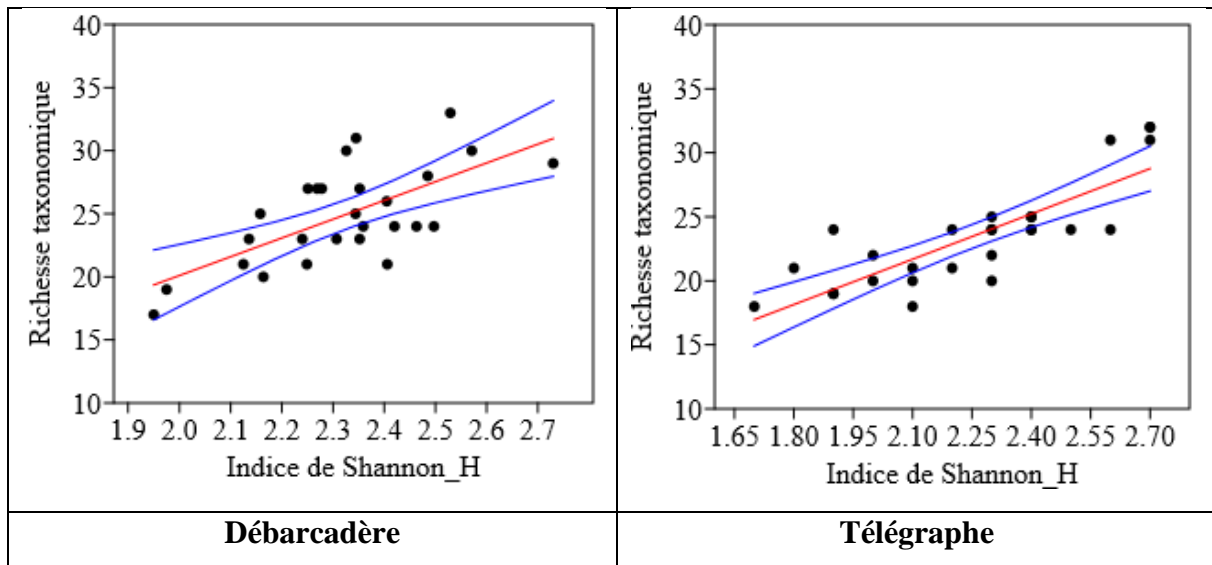 40
35
30
25
20
15
10
Richesse taxonomique
1.9 2.0 2.1 2.2 2.3 2.4 2.5 2.6 2.7
Indice de Shannon_H
40
35
30
25
20
15
10
Richesse taxonomique
1.65 1.80 1.95 2.10 2.25 2.40 2.55 2.70
Indice de Shannon_H
Débarcadère
Télégraphe